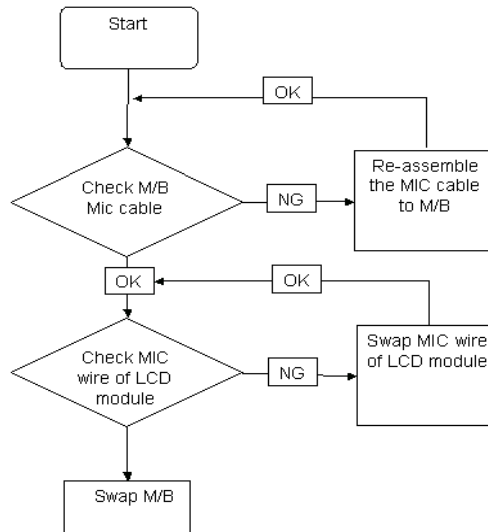 Start
OK
Check M/B
Mic cable
NG
Re-assemble
the MIC cable
to M/B
OK
OK
Check MIC
wire of LCD
module
NG
Swap MIC wire
of LCD module
Swap M/B